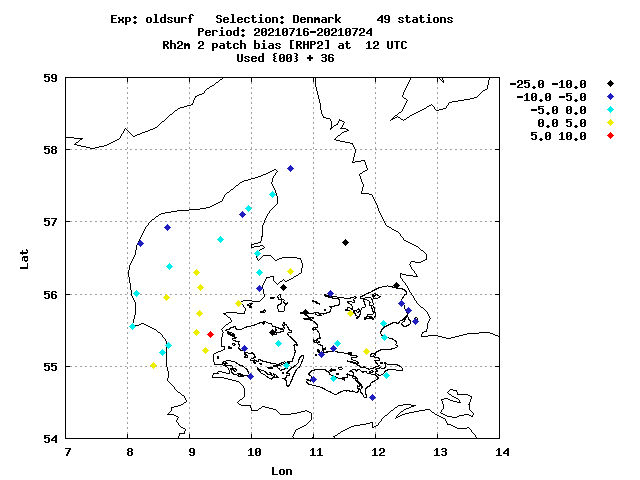 Exp: oldsurf   Selection: Denmark     49 stations
Period: 20210716-20210724
Rh2m 2 patch bias [RHP2] at  12 UTC
Used {00} + 36
-25.0 -10.0
-10.0 -5.0
-5.0 0.0
0.0 5.0
5.0 10.0
59
58
57
56
55
54
Lat
7 8 9 10 11 12 13 14
Lon